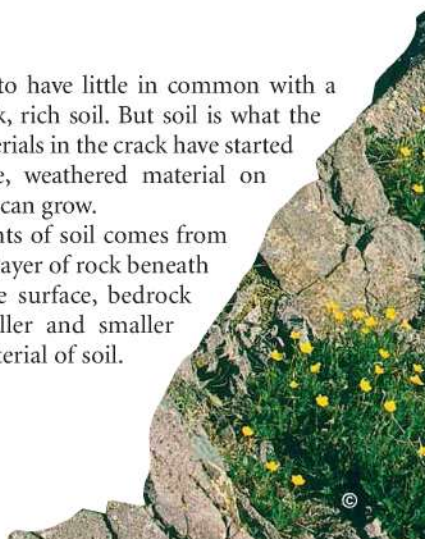 to have little in common with a
k, rich soil. But soil is what the
erials in the crack have started
e, weathered material on
can grow.
nts of soil comes from
ayer of rock beneath
e surface, bedrock
ller and smaller
terial of soil.
©